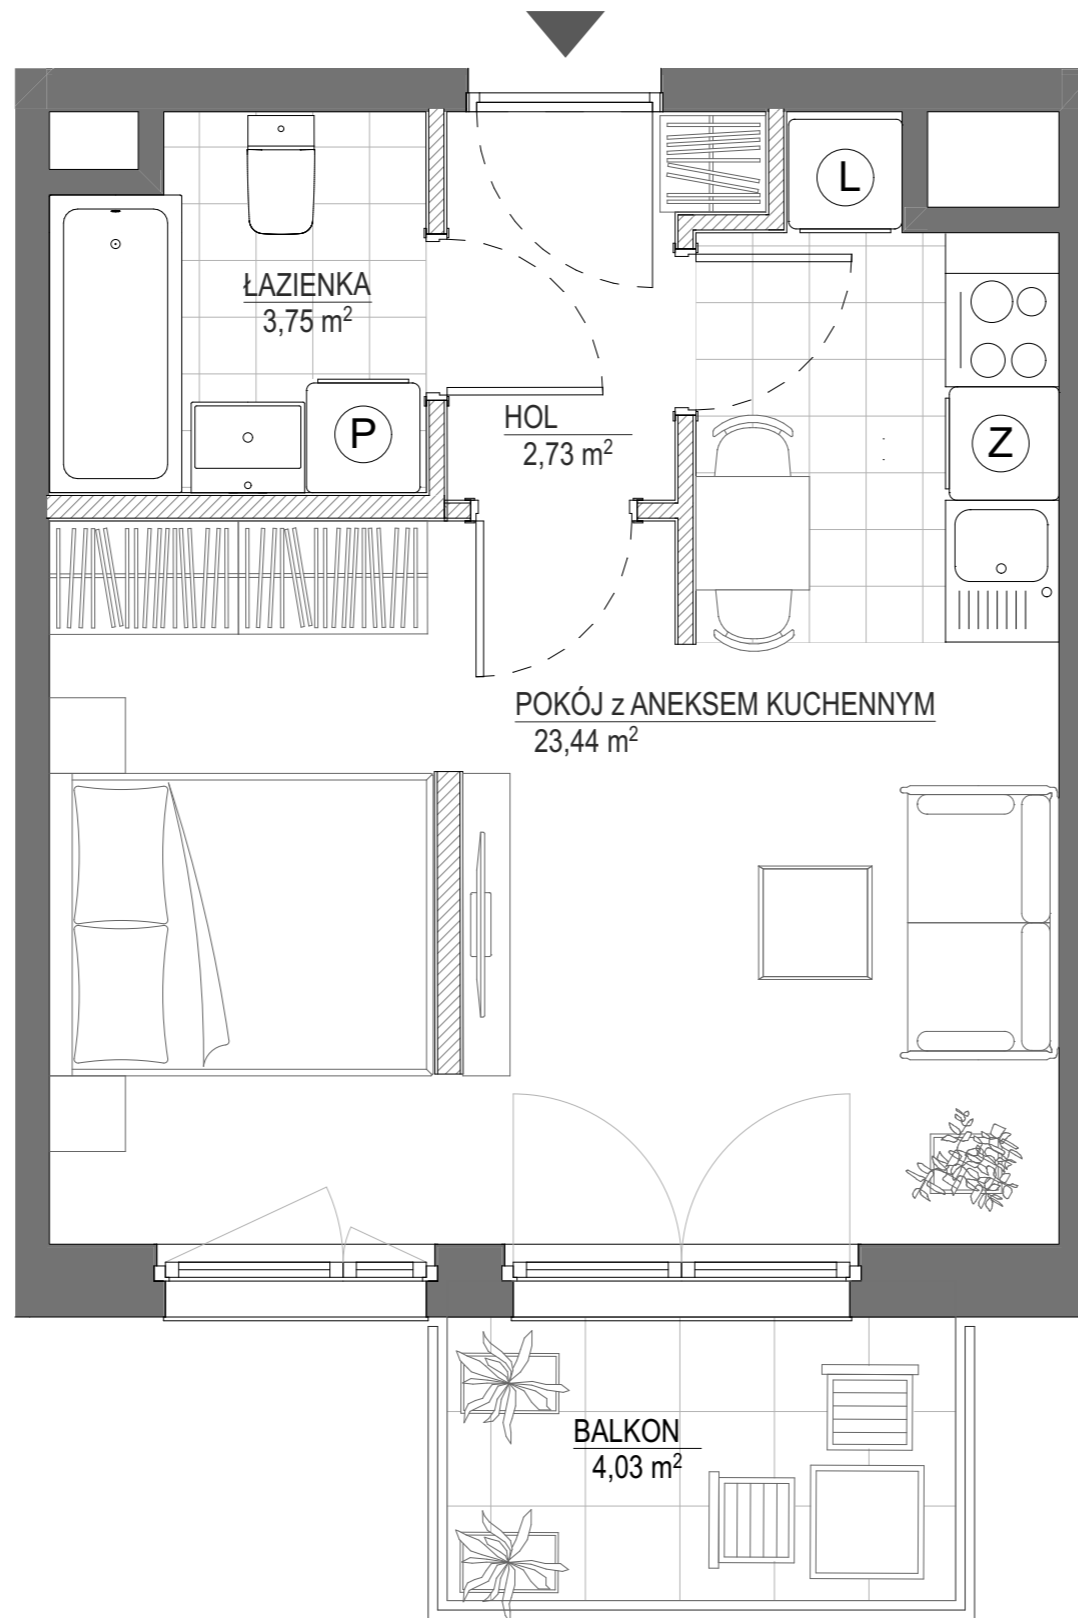 L
ŁAZIENKA
3,75 m²
HOL
2,73 m²
P
Z
POKÓJ z ANEKSEM KUCHENNYM
23,44 m²
BALKON
4,03 m²